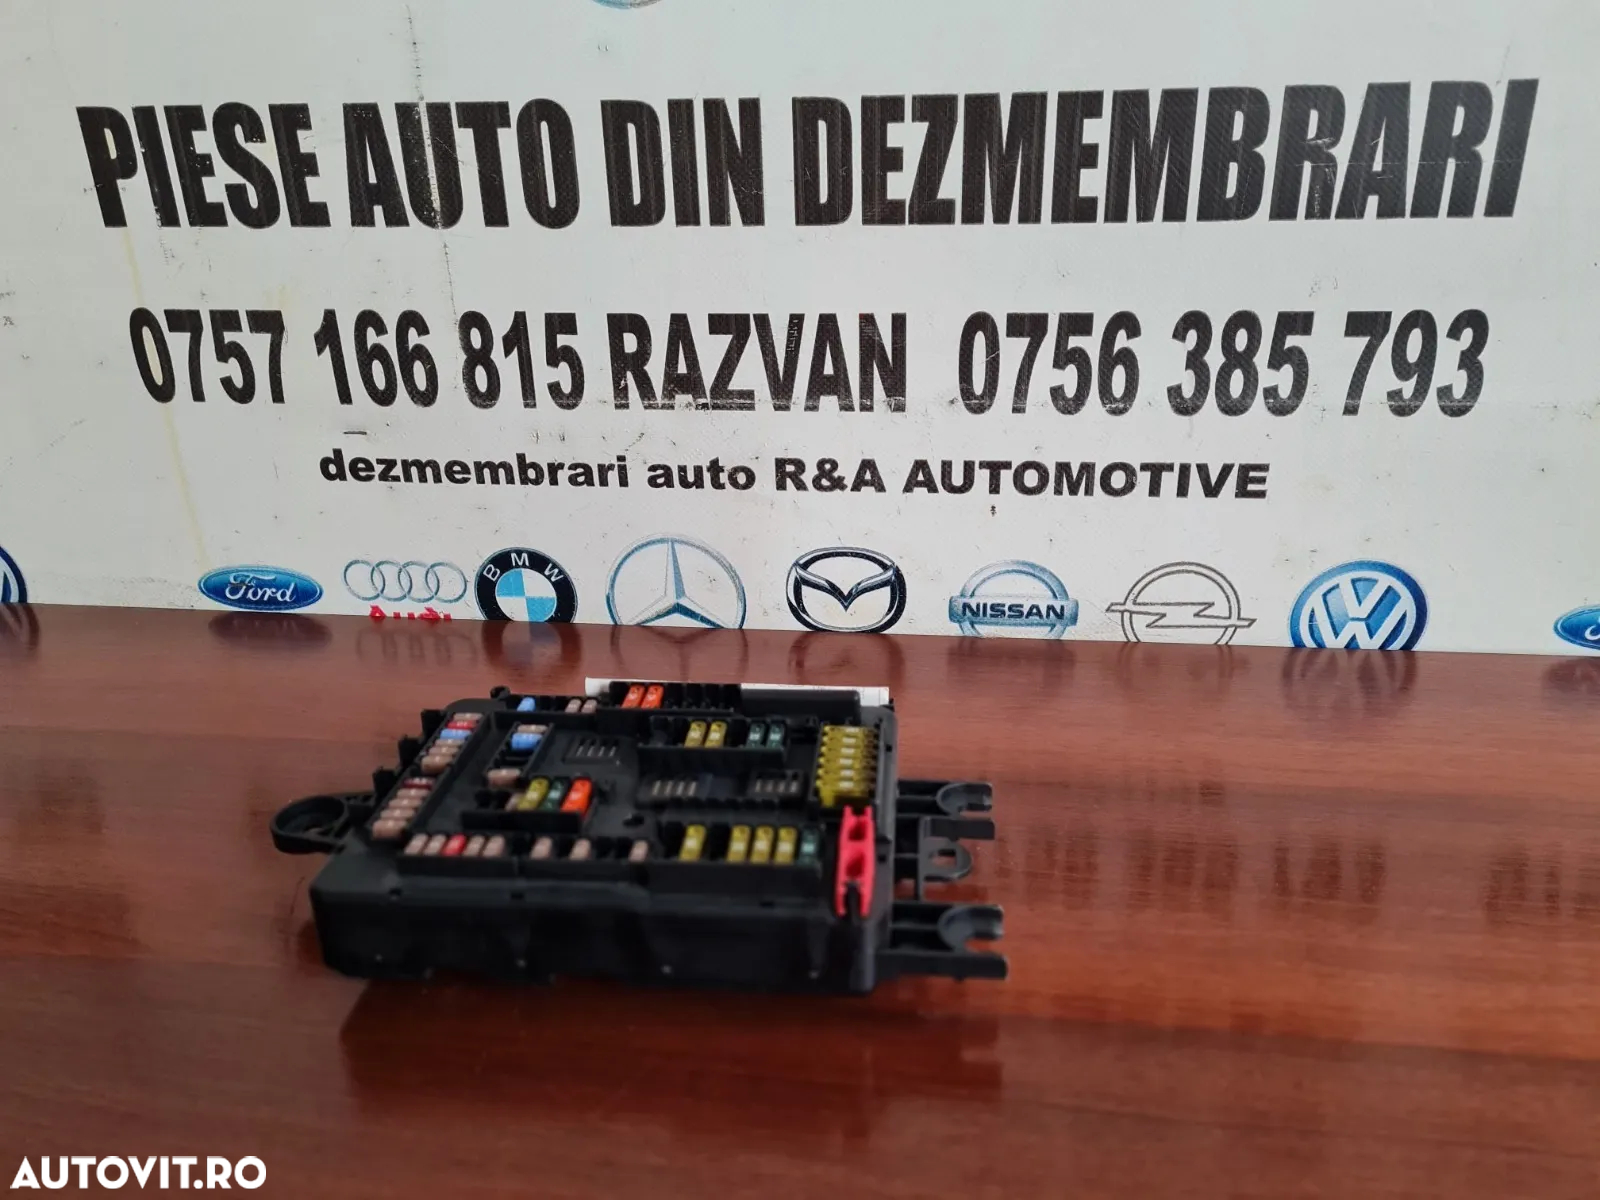 PIESE AUTO DIN DEZMEMBRARI
0757 166 815 RAZVAN 0756 385 793
dezmembrari auto R&A AUTOMOTIVE
Ford Audi BMW NISSAN
AUTOVIT.RO